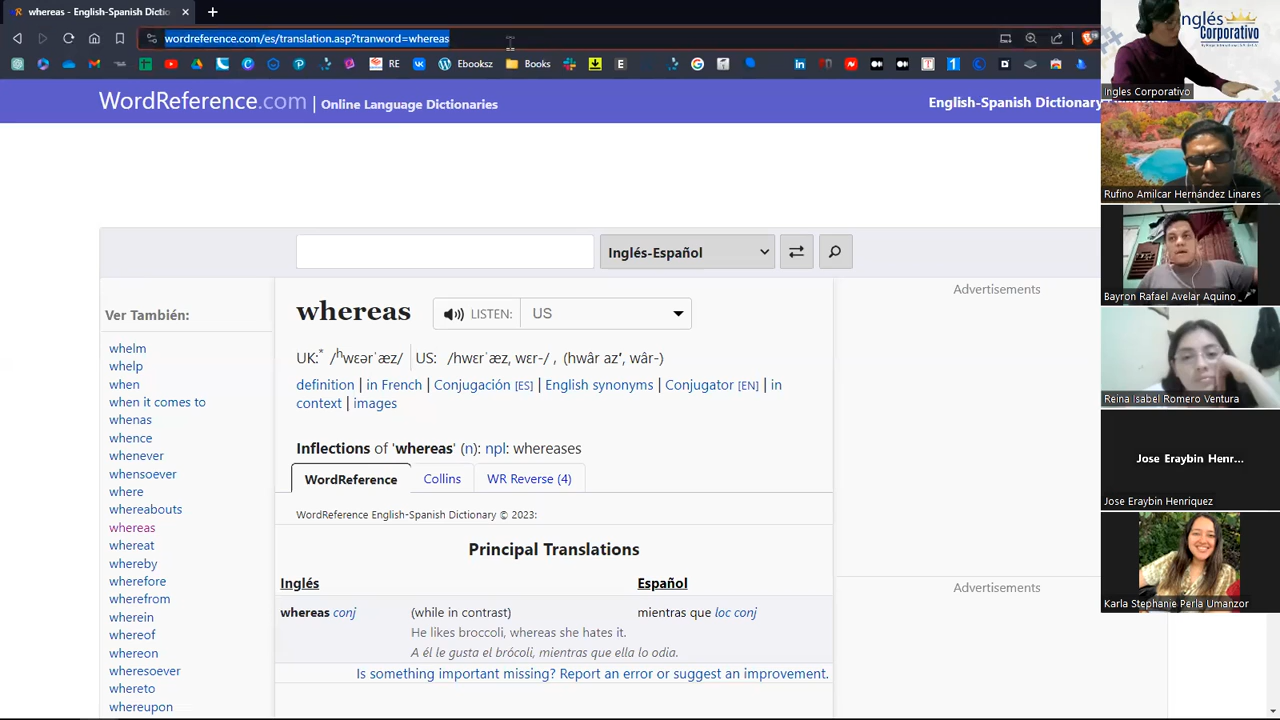 whereas - English-Spanish Dictio
wordreference.com/es/translation.asp?tranword=whereas
RE
Ebooksz
Books
E
WordReference.com | Online Language Dictionaries
English-Spanish Dictionary
Inglés-Español
Ver También:
whelm
whelp
when
when it comes to
whenas
whence
whenever
whensoever
where
whereabouts
whereas
whereat
whereby
wherefore
wherefrom
wherein
whereof
whereon
wheresoever
whereto
whereupon
whereas
LISTEN:
US
UK:* /ʰwɛərˈæz/ US: /hwɛrˈæz, wɛr-/ , (hwâr az′, wâr-)
definition | in French | Conjugación [ES] | English synonyms | Conjugator [EN] | in
context | images
Inflections of 'whereas' (n): npl: whereases
WordReference
Collins
WR Reverse (4)
WordReference English-Spanish Dictionary © 2023:
Principal Translations
Inglés
Español
whereas conj
(while in contrast)
mientras que loc conj
He likes broccoli, whereas she hates it.
A él le gusta el brócoli, mientras que ella lo odia.
Is something important missing? Report an error or suggest an improvement.
Advertisements
Advertisements
Inglés
Corporativo
Ingles Corporativo
Rufino Amilcar Hernández Linares
Bayron Rafael Avelar Aquino
Reina Isabel Romero Ventura
Jose Eraybin Henr...
Jose Eraybin Henriquez
Karla Stephanie Perla Umanzor